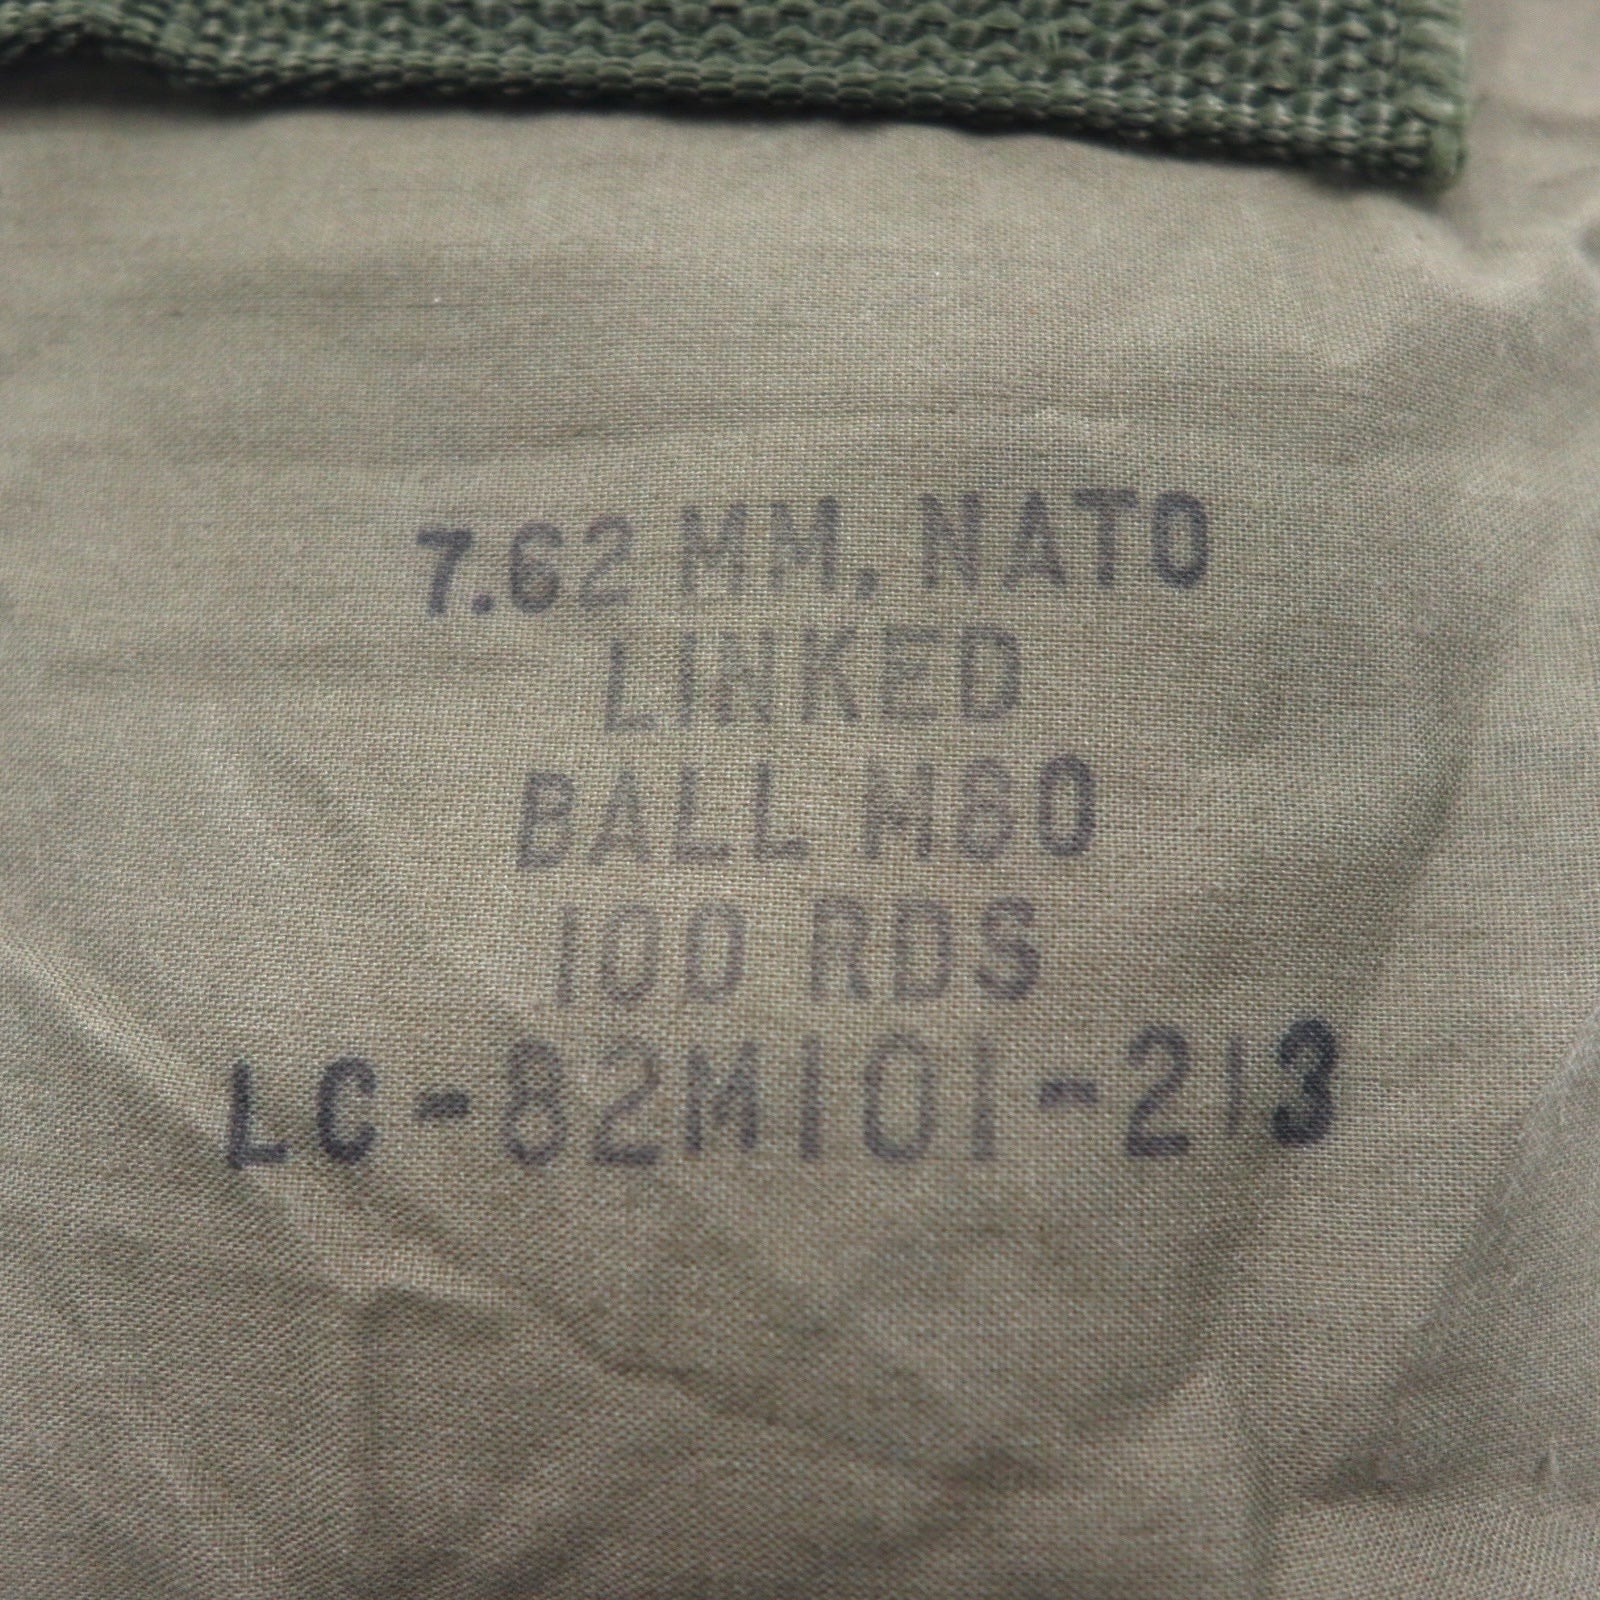 7.62 MM, NATO
LINKED
BALL M80
100 RDS
LC-82M101-213